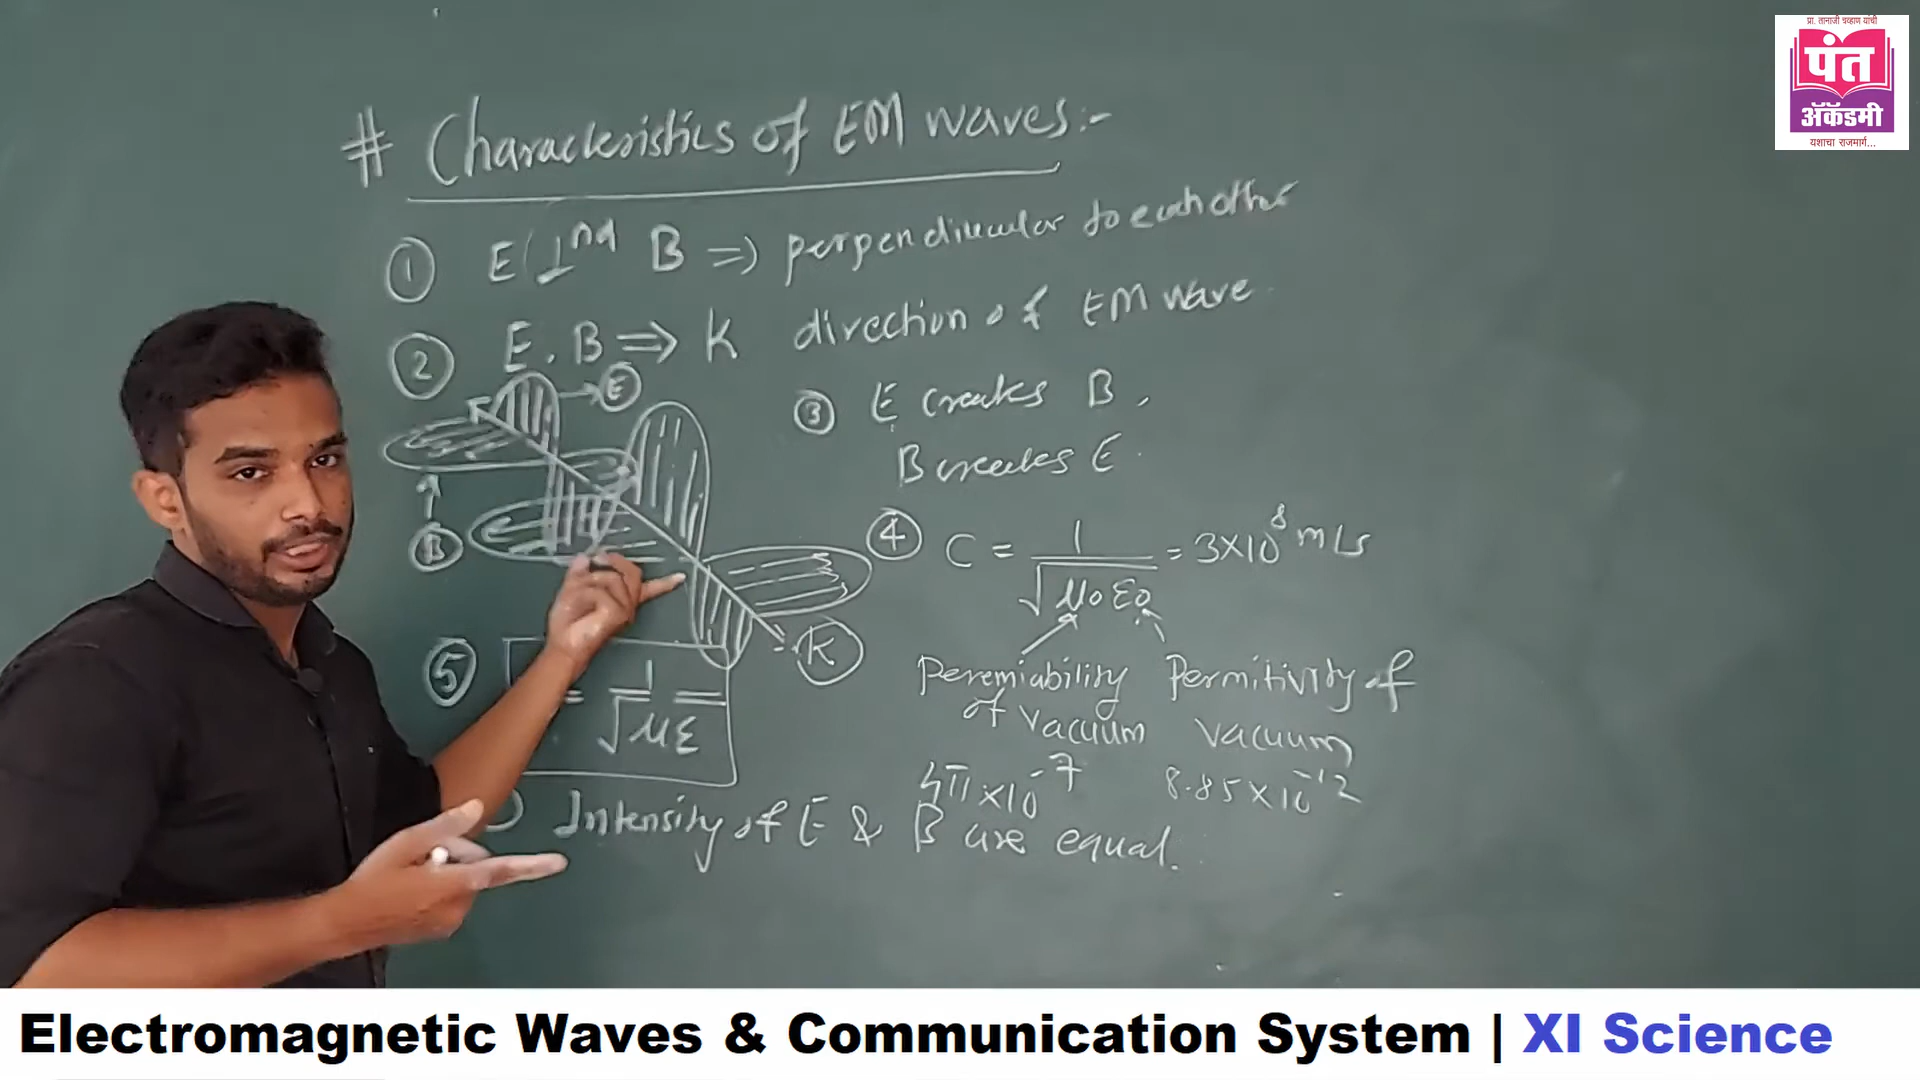 प्रा. तानाजी चव्हाण यांची
पंत
अ‍ॅकॅडमी
यशाचा राजमार्ग...
# Characteristics of EM waves:-
① E(⊥nd B => perpendicular to each other
② E . B => K direction of EM wave
E
③ E creates B,
B creates E.
B
④ C = 1/√μ0ε0 = 3×10^8 m/s
K
Peremiability of vacuum
Permitivity of vacuum
4π×10^-7
8.85×10^-12
⑤ = 1/√με
Intensity of E & B are equal.
Electromagnetic Waves & Communication System | XI Science